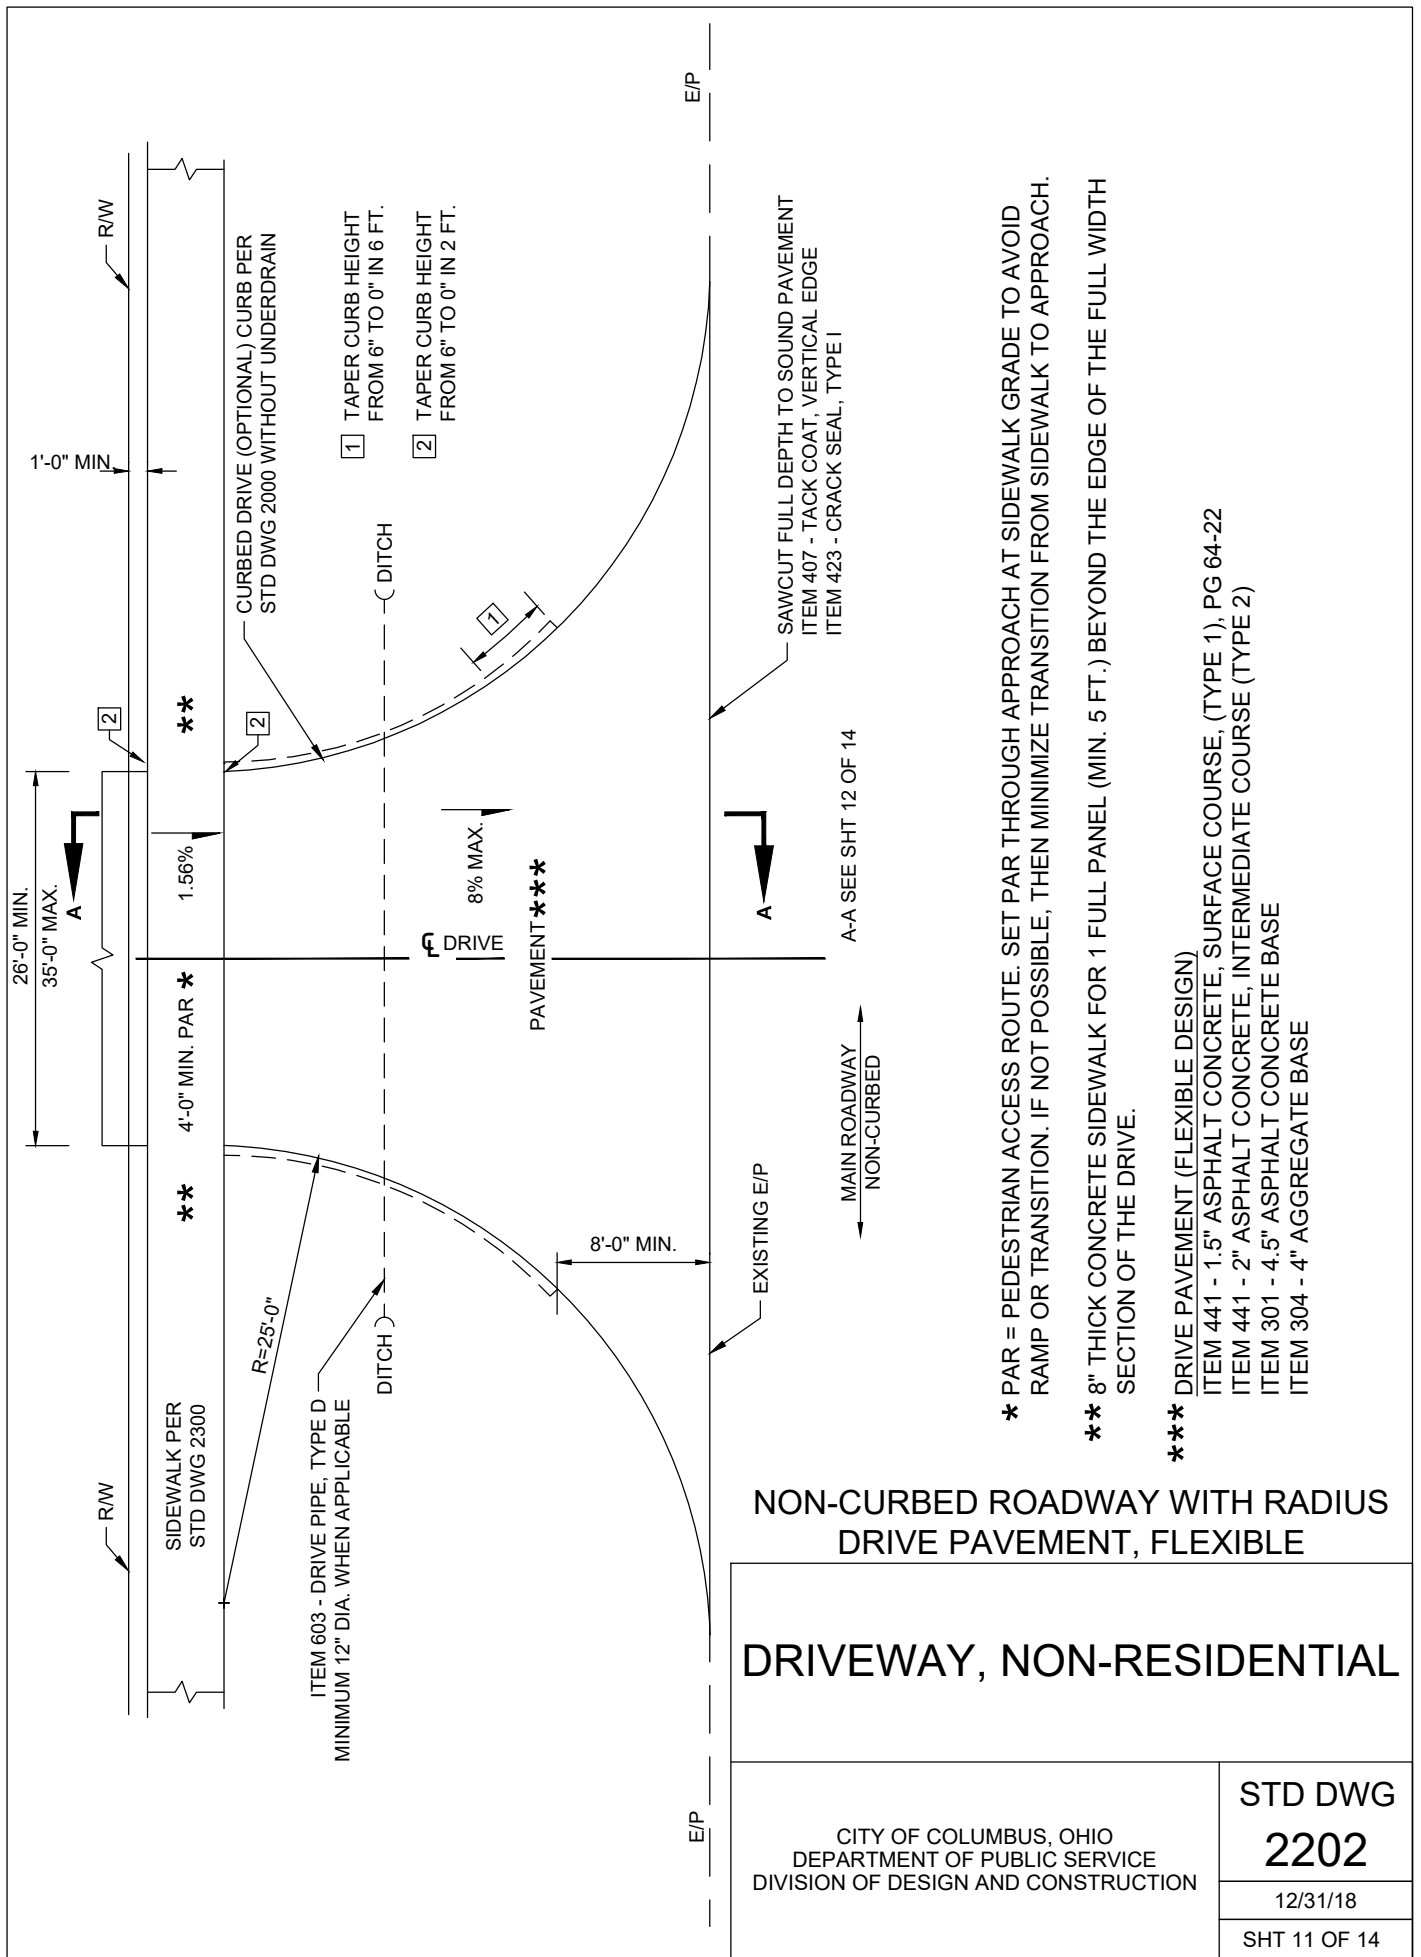 26'-0" MIN.
35'-0" MAX.
1'-0" MIN.
R/W
R/W
A
2
2
SIDEWALK PER
STD DWG 2300
**
4'-0" MIN. PAR *
1.56%
**
CURBED DRIVE (OPTIONAL) CURB PER
STD DWG 2000 WITHOUT UNDERDRAIN
R=25'-0"
1 TAPER CURB HEIGHT
FROM 6" TO 0" IN 6 FT.
2 TAPER CURB HEIGHT
FROM 6" TO 0" IN 2 FT.
ITEM 603 - DRIVE PIPE, TYPE D
MINIMUM 12" DIA. WHEN APPLICABLE
DITCH
DITCH
℄ DRIVE
8% MAX.
1
PAVEMENT ***
8'-0" MIN.
E/P
E/P
EXISTING E/P
A
SAWCUT FULL DEPTH TO SOUND PAVEMENT
ITEM 407 - TACK COAT, VERTICAL EDGE
ITEM 423 - CRACK SEAL, TYPE I
MAIN ROADWAY
NON-CURBED
A-A SEE SHT 12 OF 14
* PAR = PEDESTRIAN ACCESS ROUTE. SET PAR THROUGH APPROACH AT SIDEWALK GRADE TO AVOID
RAMP OR TRANSITION. IF NOT POSSIBLE, THEN MINIMIZE TRANSITION FROM SIDEWALK TO APPROACH.
** 8" THICK CONCRETE SIDEWALK FOR 1 FULL PANEL (MIN. 5 FT.) BEYOND THE EDGE OF THE FULL WIDTH
SECTION OF THE DRIVE.
*** DRIVE PAVEMENT (FLEXIBLE DESIGN)
ITEM 441 - 1.5" ASPHALT CONCRETE, SURFACE COURSE, (TYPE 1), PG 64-22
ITEM 441 - 2" ASPHALT CONCRETE, INTERMEDIATE COURSE (TYPE 2)
ITEM 301 - 4.5" ASPHALT CONCRETE BASE
ITEM 304 - 4" AGGREGATE BASE
NON-CURBED ROADWAY WITH RADIUS
DRIVE PAVEMENT, FLEXIBLE
DRIVEWAY, NON-RESIDENTIAL
CITY OF COLUMBUS, OHIO
DEPARTMENT OF PUBLIC SERVICE
DIVISION OF DESIGN AND CONSTRUCTION
STD DWG
2202
12/31/18
SHT 11 OF 14